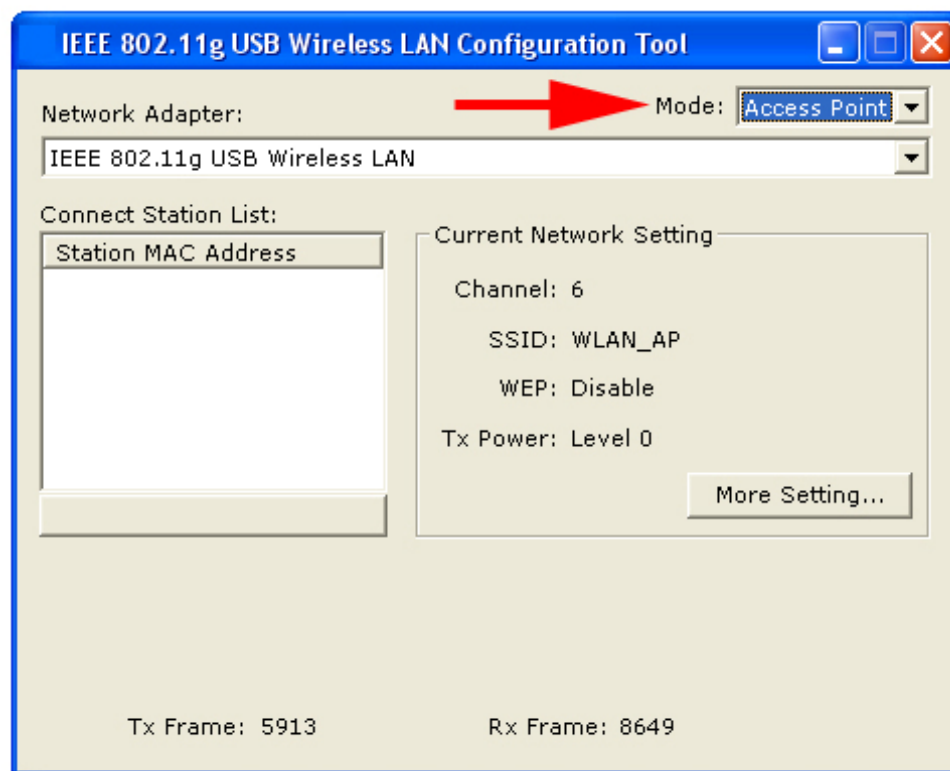 IEEE 802.11g USB Wireless LAN Configuration Tool
Mode: Access Point
Network Adapter:
IEEE 802.11g USB Wireless LAN
Connect Station List:
Station MAC Address
Current Network Setting
Channel: 6
SSID: WLAN_AP
WEP: Disable
Tx Power: Level 0
More Setting...
Tx Frame: 5913
Rx Frame: 8649